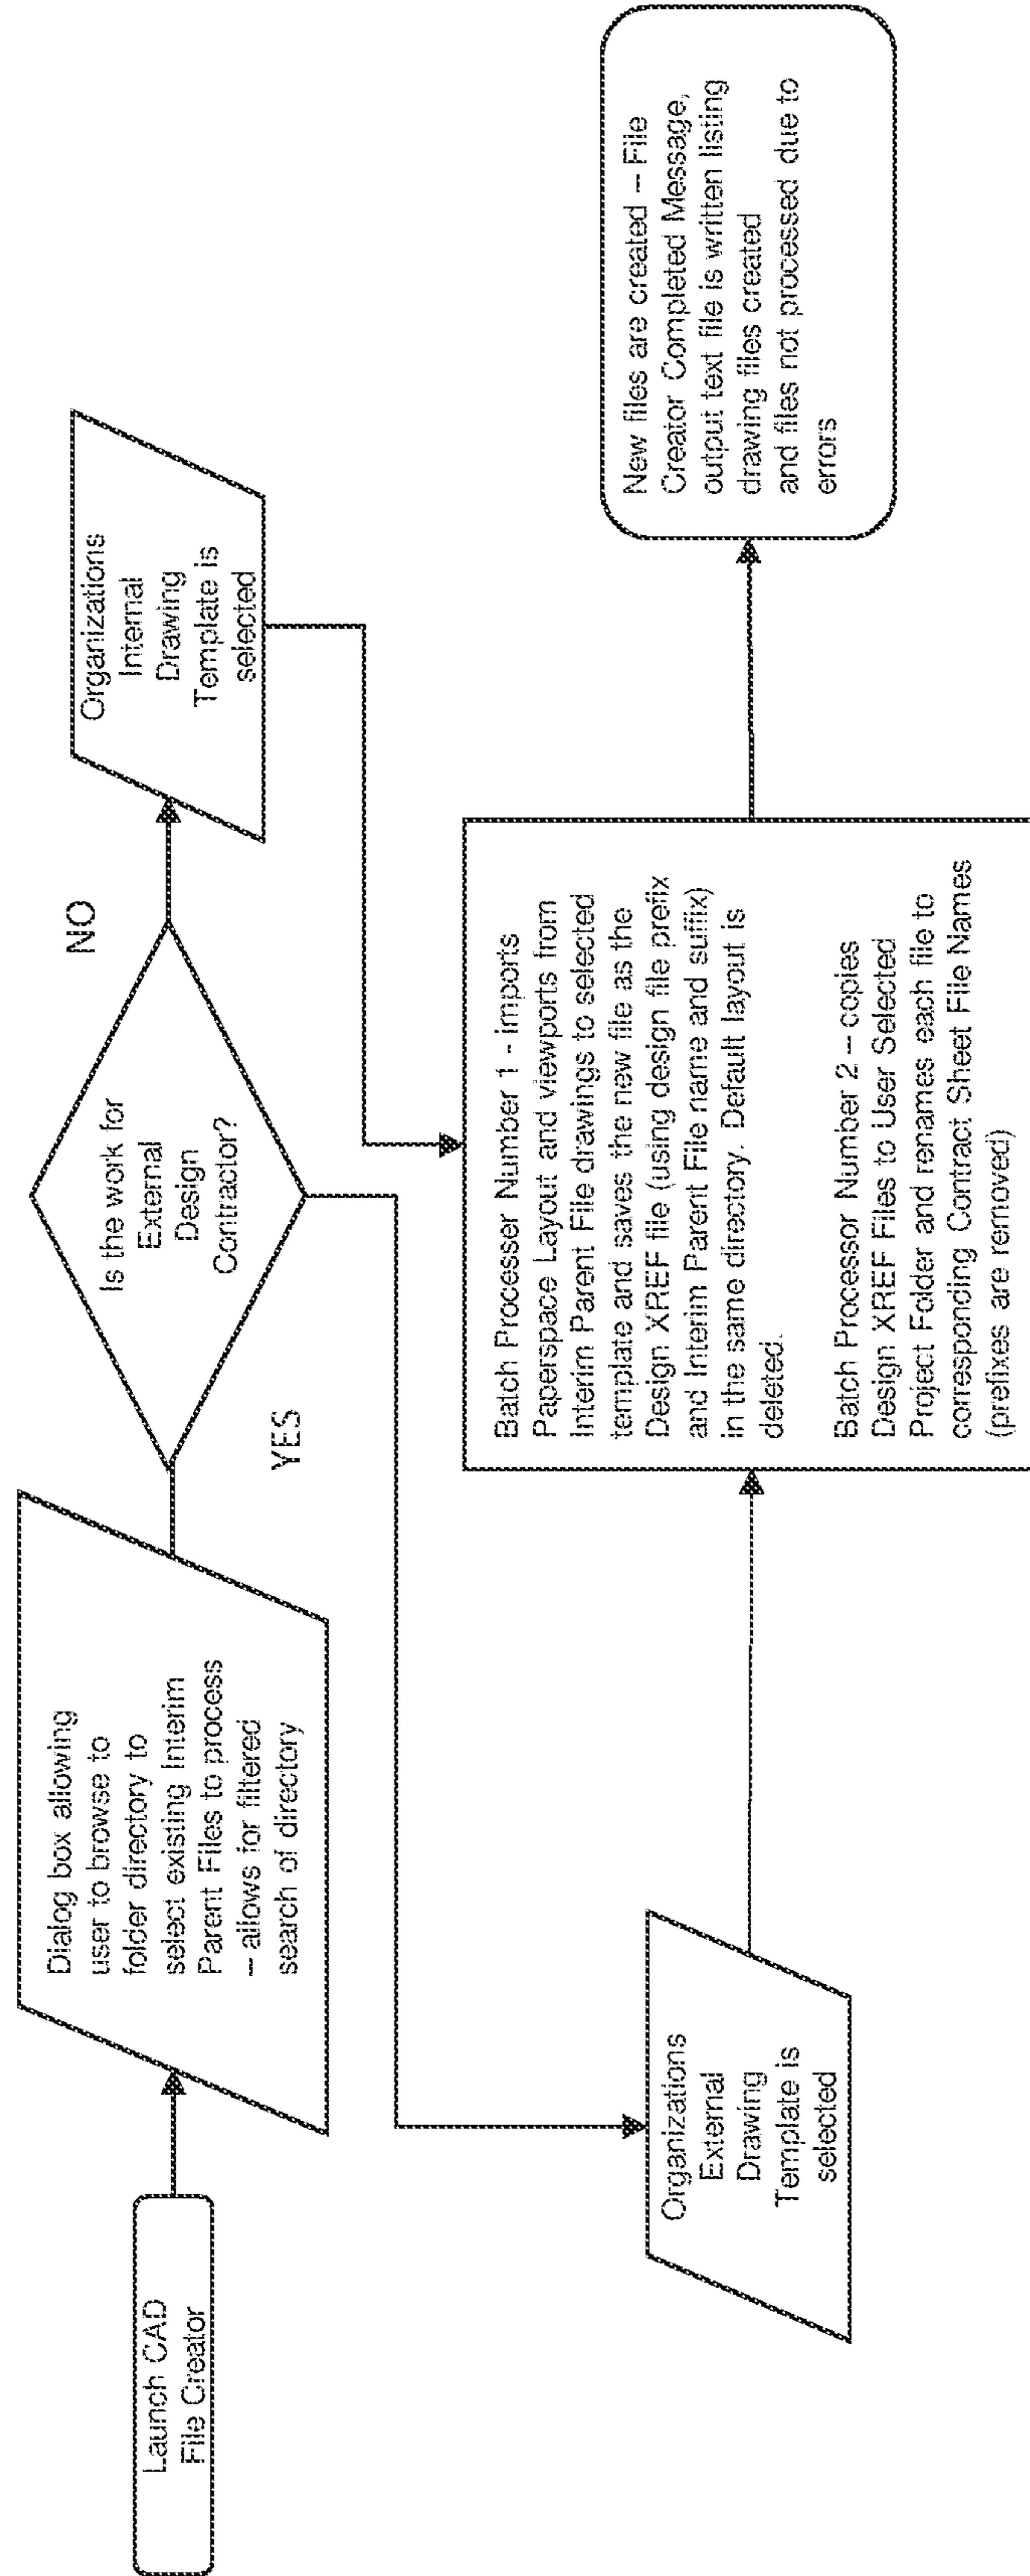 Launch CAD
File Creator
Dialog box allowing
user to browse to
folder directory to
select existing Interim
Parent Files to process
– allows for filtered
search of directory
Is the work for
External
Design
Contractor?
NO
YES
Organizations
Internal
Drawing
Template is
selected
Organizations
External
Drawing
Template is
selected
Batch Processer Number 1 - imports
Paperspace Layout and viewports from
Interim Parent File drawings to selected
template and saves the new file as the
Design XREF file (using design file prefix
and Interim Parent File name and suffix)
in the same directory. Default layout is
deleted.
Batch Processor Number 2 – copies
Design XREF Files to User Selected
Project Folder and renames each file to
corresponding Contract Sheet File Names
(prefixes are removed)
New files are created – File
Creator Completed Message,
output text file is written listing
drawing files created
and files not processed due to
errors